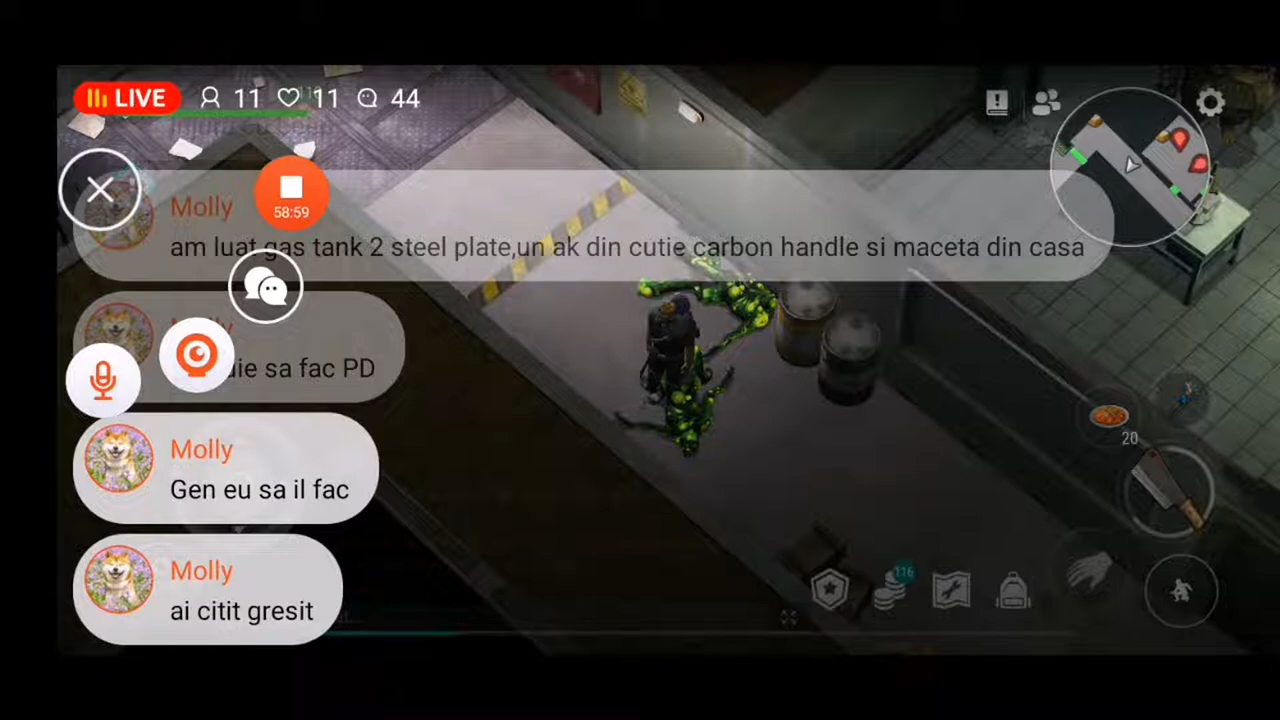 LIVE 11 11 44
Molly
58:59
am luat gas tank 2 steel plate,un ak din cutie carbon handle si maceta din casa
die sa fac PD
20
Molly
Gen eu sa il fac
Molly
116
ai citit gresit